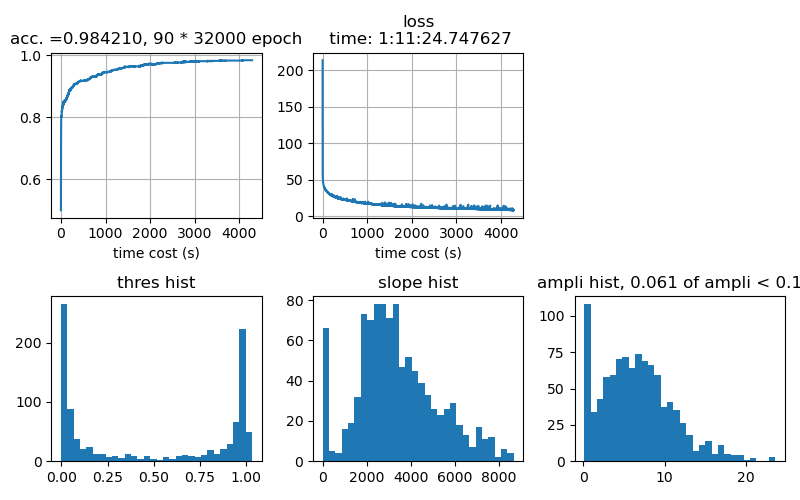 acc. =0.984210, 90 * 32000 epoch
1.0
0.8
0.6
0 1000 2000 3000 4000
time cost (s)
loss
time: 1:11:24.747627
200
150
100
50
0
0 1000 2000 3000 4000
time cost (s)
thres hist
200
100
0
0.00 0.25 0.50 0.75 1.00
slope hist
80
60
40
20
0
0 2000 4000 6000 8000
ampli hist, 0.061 of ampli < 0.1
100
75
50
25
0
0 10 20